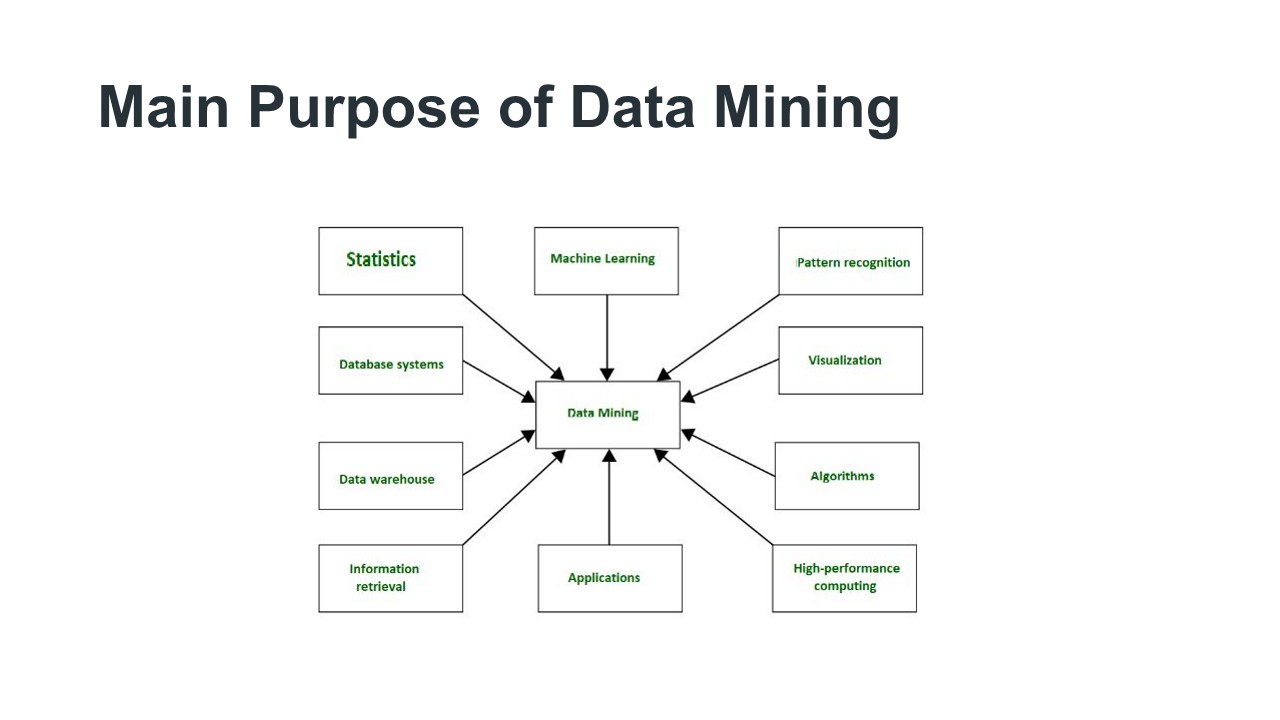 Main Purpose of Data Mining
Statistics
Machine Learning
Pattern recognition
Database systems
Visualization
Data Mining
Data warehouse
Algorithms
Information
retrieval
Applications
High-performance
computing